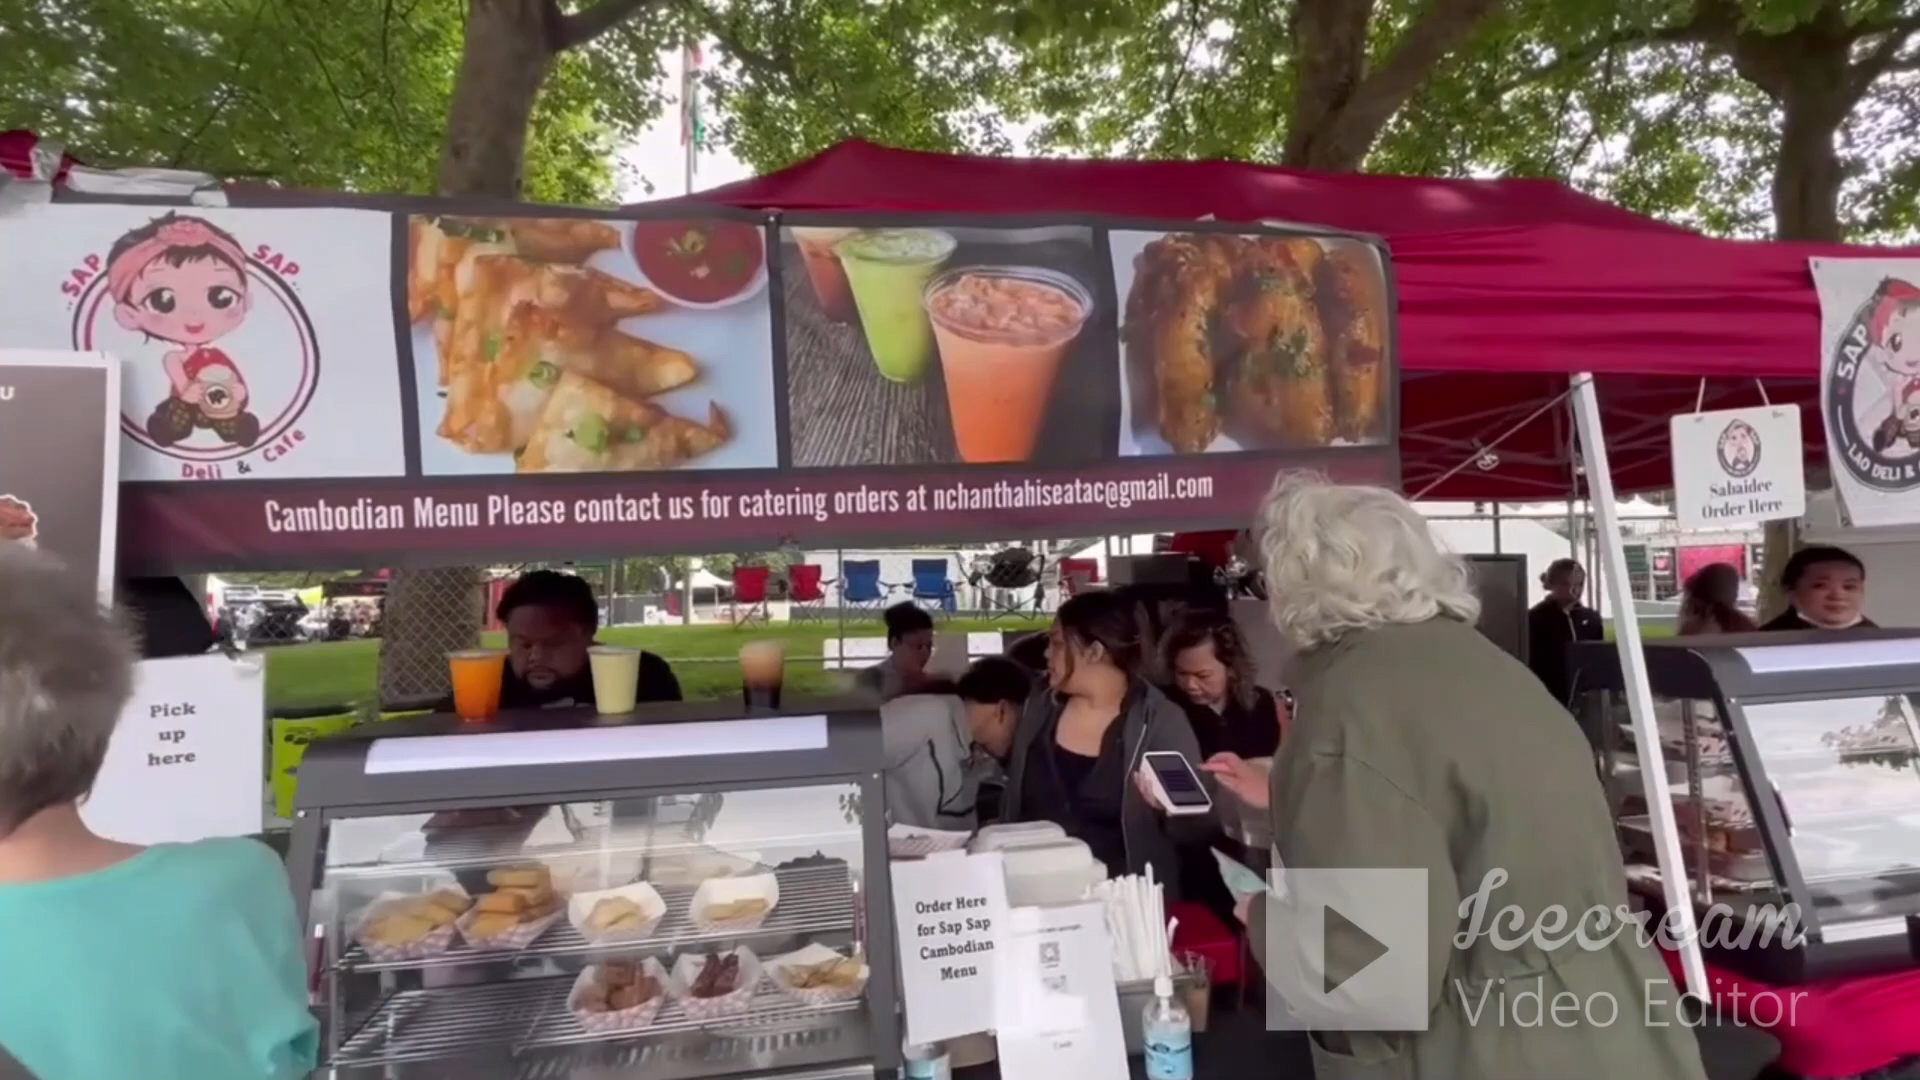 SAP SAP
Deli & Cafe
Cambodian Menu Please contact us for catering orders at nchanthahiseatac@gmail.com
U
Pick
up
here
Order Here
for Sap Sap
Cambodian
Menu
Sabaidee
Order Here
SAP
LAO DELI &
Icecream
Video Editor